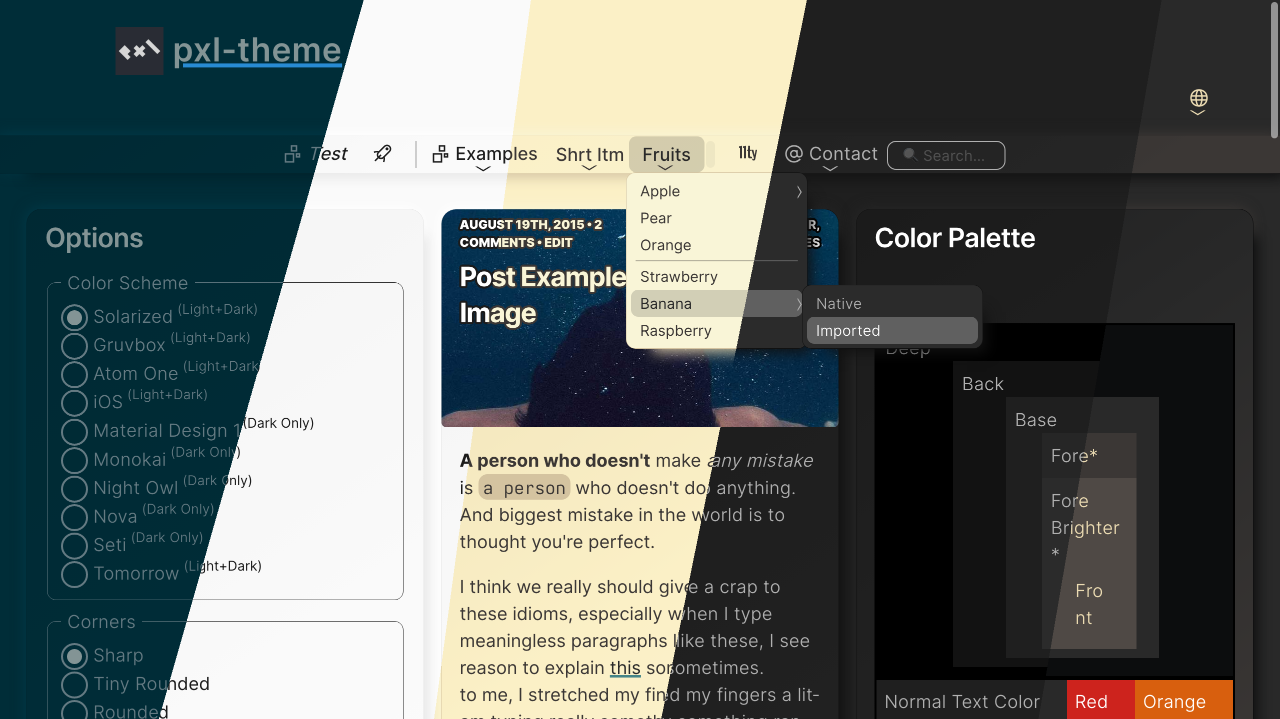 pxl-theme
Test
Examples
Shrt Itm
Fruits
11ty
@ Contact
Search...
Apple
Pear
Orange
Strawberry
Banana
Raspberry
Native
Imported
Options
Color Scheme
Solarized (Light+Dark)
Gruvbox (Light+Dark)
Atom One (Light+Dark)
iOS (Light+Dark)
Material Design 1 (Dark Only)
Monokai (Dark Only)
Night Owl (Dark Only)
Nova (Dark Only)
Seti (Dark Only)
Tomorrow (Light+Dark)
Corners
Sharp
Tiny Rounded
Rounded
AUGUST 19TH, 2015 • 2
COMMENTS • EDIT
Post Example
Image
A person who doesn't make any mistake
is a person who doesn't do anything.
And biggest mistake in the world is to
thought you're perfect.
I think we really should give a crap to
these idioms, especially when I type
meaningless paragraphs like these, I see
reason to explain this sometimes.
to me, I stretched my find my fingers a lit-
Color Palette
Deep
Back
Base
Fore*
Fore
Brighter
*
Fro
nt
Normal Text Color
Red
Orange